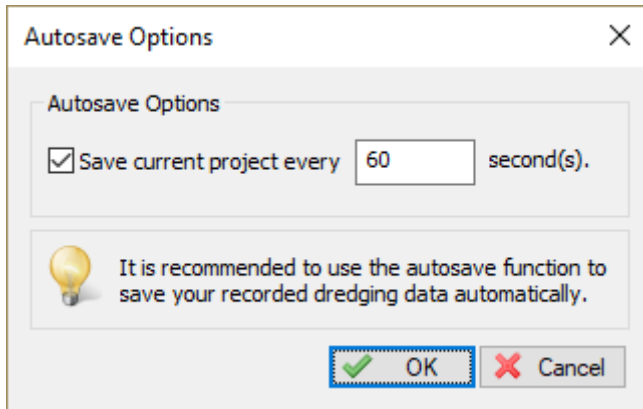 Autosave Options
Autosave Options
Save current project every 60 second(s).
It is recommended to use the autosave function to
save your recorded dredging data automatically.
OK Cancel